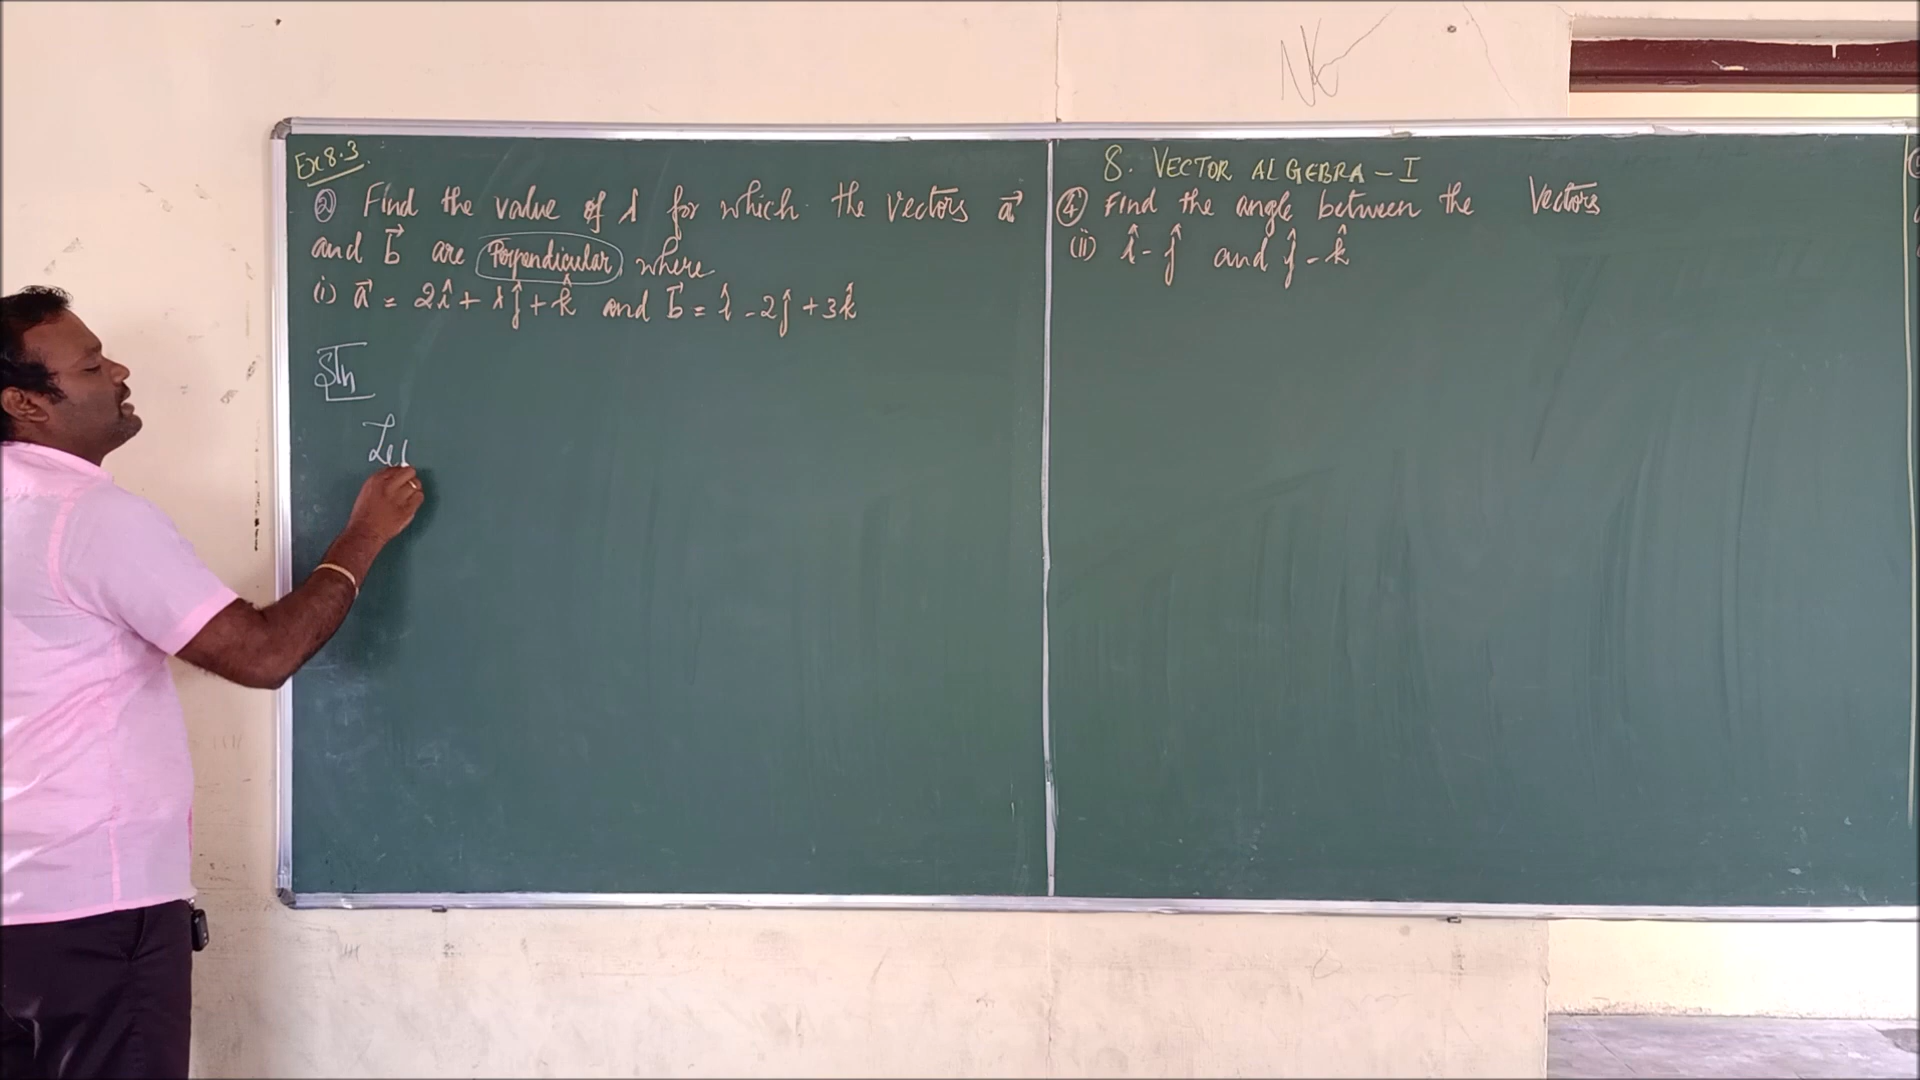 Ex 8.3
② Find the value of λ for which the vectors a⃗
and b⃗ are Perpendicular, where
(i) a⃗ = 2î + λĵ + k̂ and b⃗ = î - 2ĵ + 3k̂
Soln
Let
8. VECTOR ALGEBRA - I
④ Find the angle between the Vectors
(ii) î - ĵ and ĵ - k̂